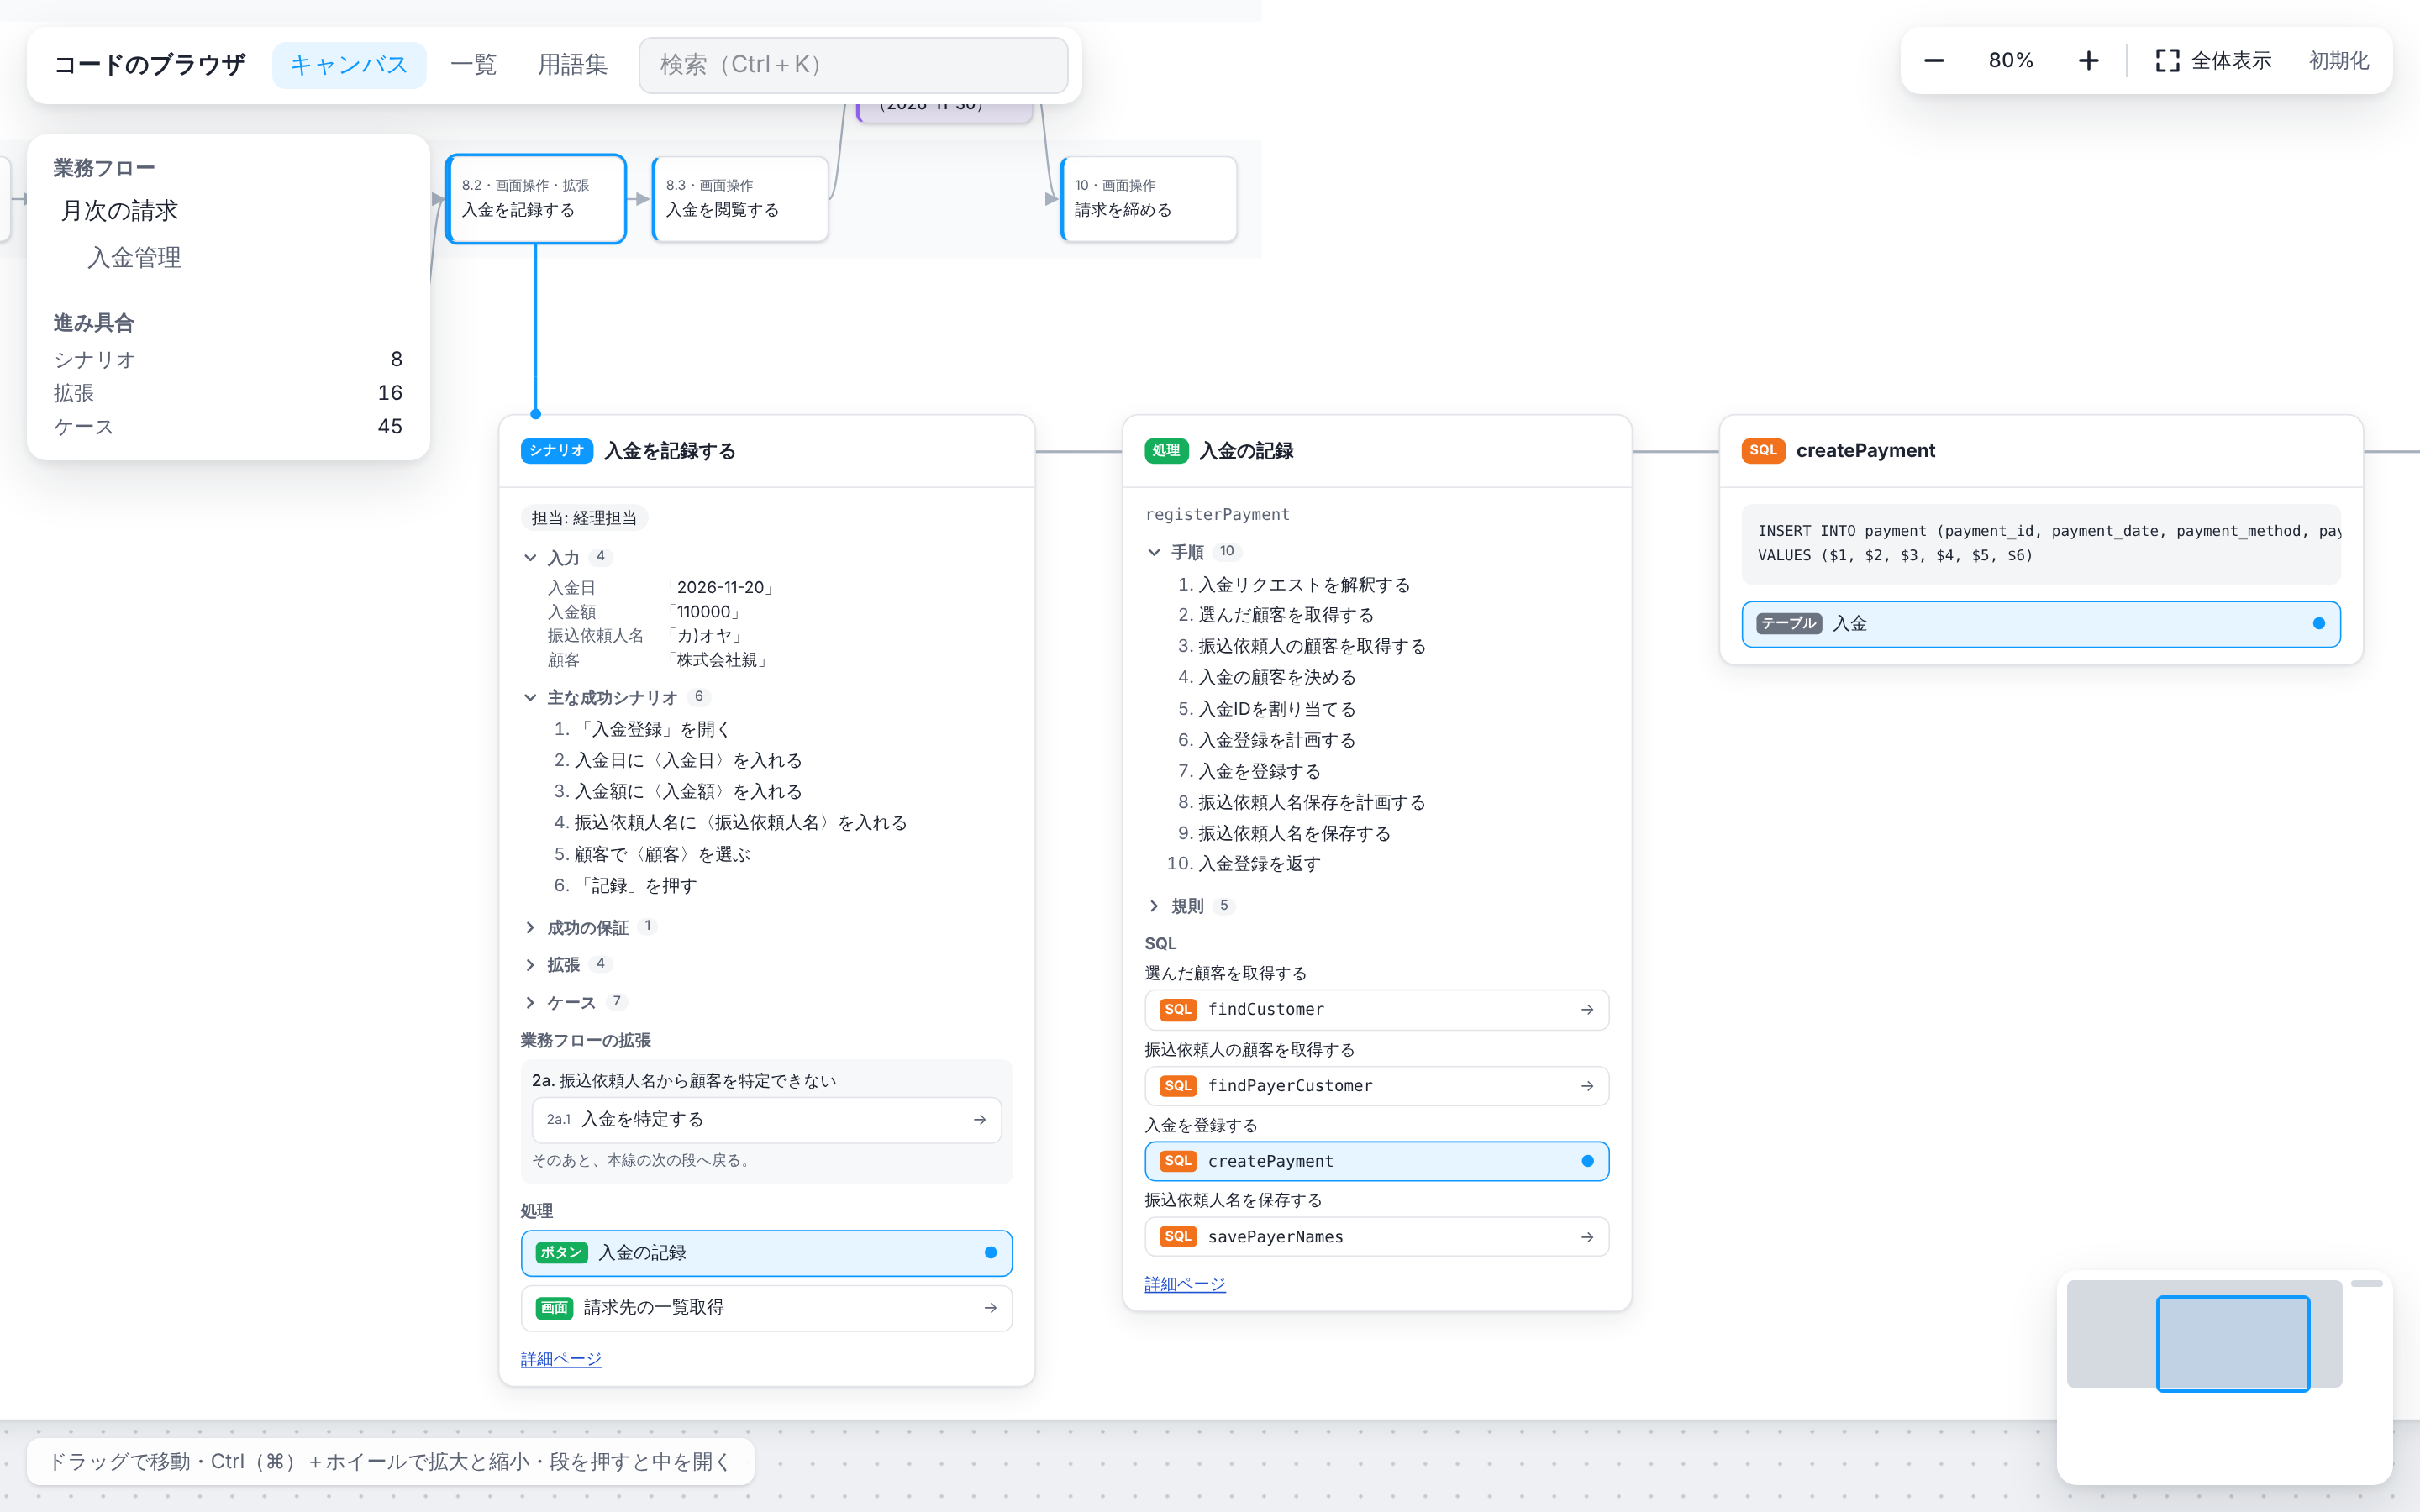 コードのブラウザ
キャンバス
一覧
用語集
検索（Ctrl＋K）
80%
全体表示
初期化
業務フロー
月次の請求
入金管理
進み具合
シナリオ 8
拡張 16
ケース 45
8.2・画面操作・拡張
入金を記録する
8.3・画面操作
入金を閲覧する
10・画面操作
請求を締める
シナリオ 入金を記録する
担当: 経理担当
入力 4
入金日 「2026-11-20」
入金額 「110000」
振込依頼人名 「カ)オヤ」
顧客 「株式会社親」
主な成功シナリオ 6
1. 「入金登録」を開く
2. 入金日に〈入金日〉を入れる
3. 入金額に〈入金額〉を入れる
4. 振込依頼人名に〈振込依頼人名〉を入れる
5. 顧客で〈顧客〉を選ぶ
6. 「記録」を押す
成功の保証 1
拡張 4
ケース 7
業務フローの拡張
2a. 振込依頼人名から顧客を特定できない
2a.1 入金を特定する →
そのあと、本線の次の段へ戻る。
処理
ボタン 入金の記録
画面 請求先の一覧取得 →
詳細ページ
処理 入金の記録
registerPayment
手順 10
1. 入金リクエストを解釈する
2. 選んだ顧客を取得する
3. 振込依頼人の顧客を取得する
4. 入金の顧客を決める
5. 入金IDを割り当てる
6. 入金登録を計画する
7. 入金を登録する
8. 振込依頼人名保存を計画する
9. 振込依頼人名を保存する
10. 入金登録を返す
規則 5
SQL
選んだ顧客を取得する
SQL findCustomer →
振込依頼人の顧客を取得する
SQL findPayerCustomer →
入金を登録する
SQL createPayment
振込依頼人名を保存する
SQL savePayerNames →
詳細ページ
SQL createPayment
INSERT INTO payment (payment_id, payment_date, payment_method, pay
VALUES ($1, $2, $3, $4, $5, $6)
テーブル 入金
ドラッグで移動・Ctrl（⌘）＋ホイールで拡大と縮小・段を押すと中を開く